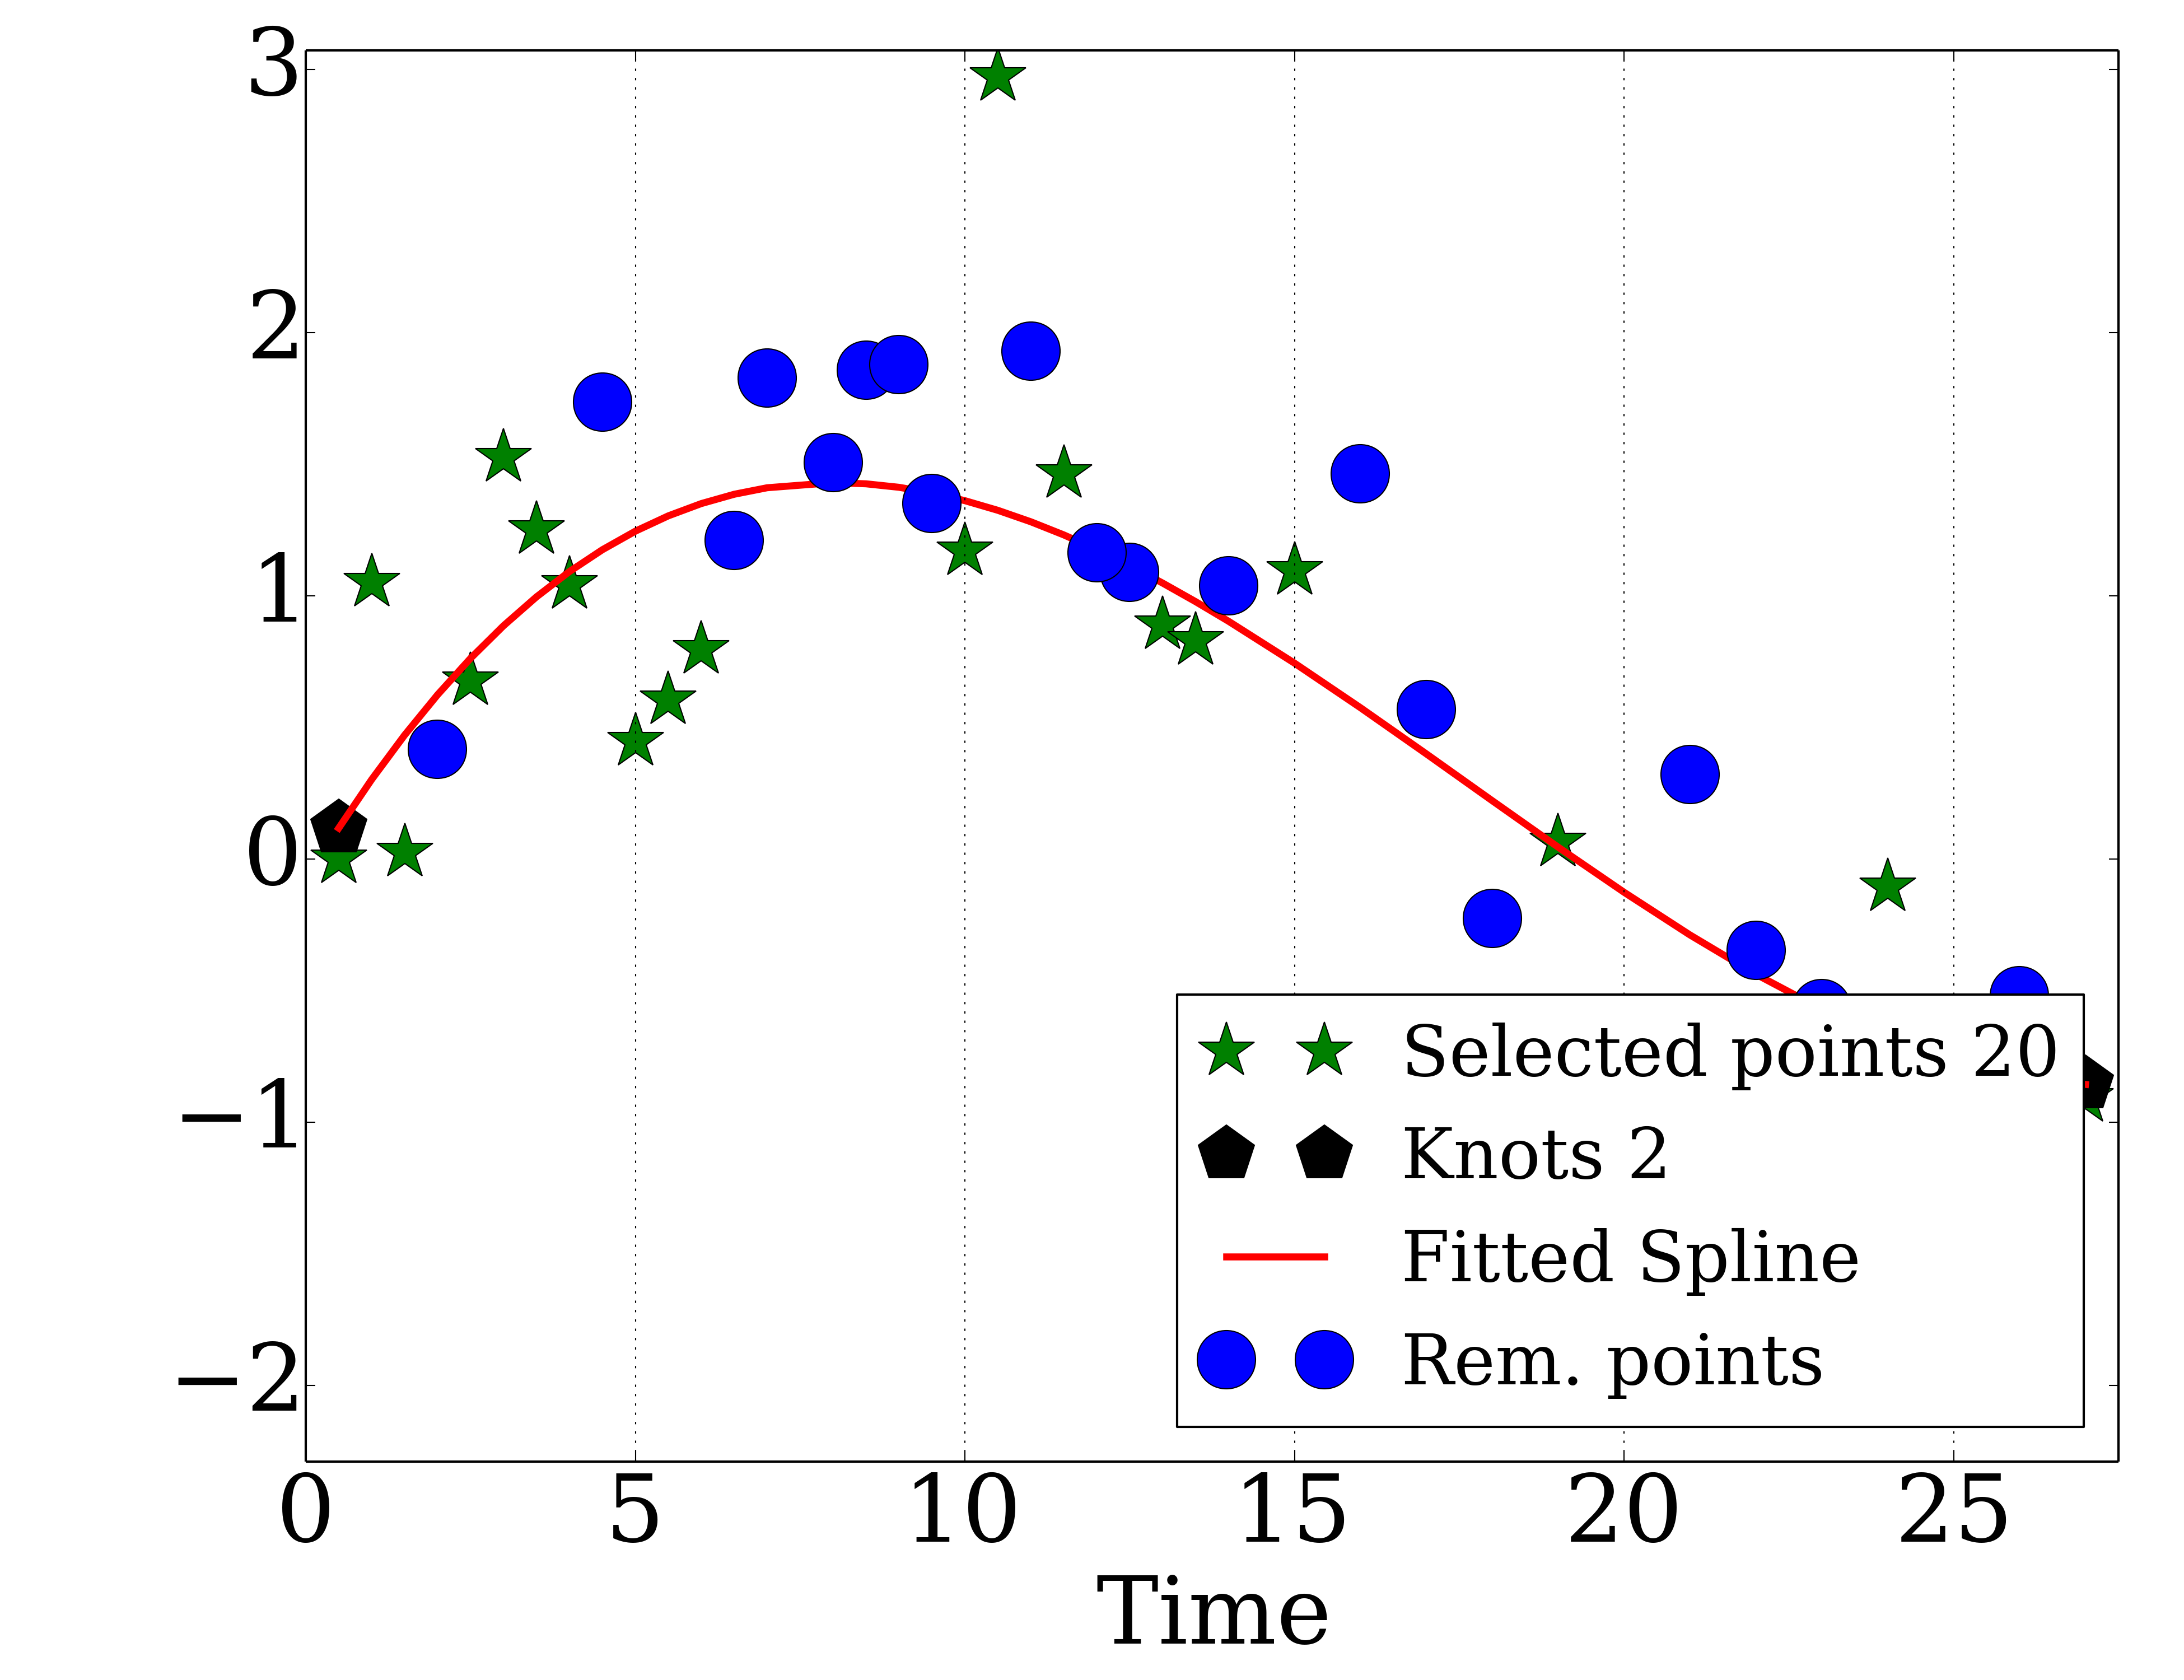 3
2
1
0
−1
−2
Selected points 20
Knots 2
Fitted Spline
Rem. points
0 5 10 15 20 25
Time